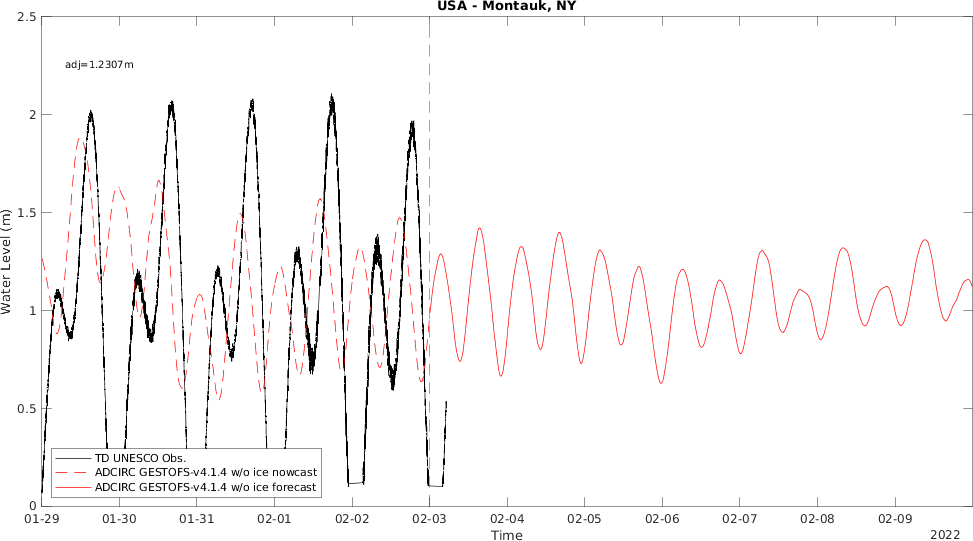 USA - Montauk, NY
adj=1.2307m
Water Level (m)
2.5
2
1.5
1
0.5
0
TD UNESCO Obs.
ADCIRC GESTOFS-v4.1.4 w/o ice nowcast
ADCIRC GESTOFS-v4.1.4 w/o ice forecast
01-29 01-30 01-31 02-01 02-02 02-03 02-04 02-05 02-06 02-07 02-08 02-09
Time
2022